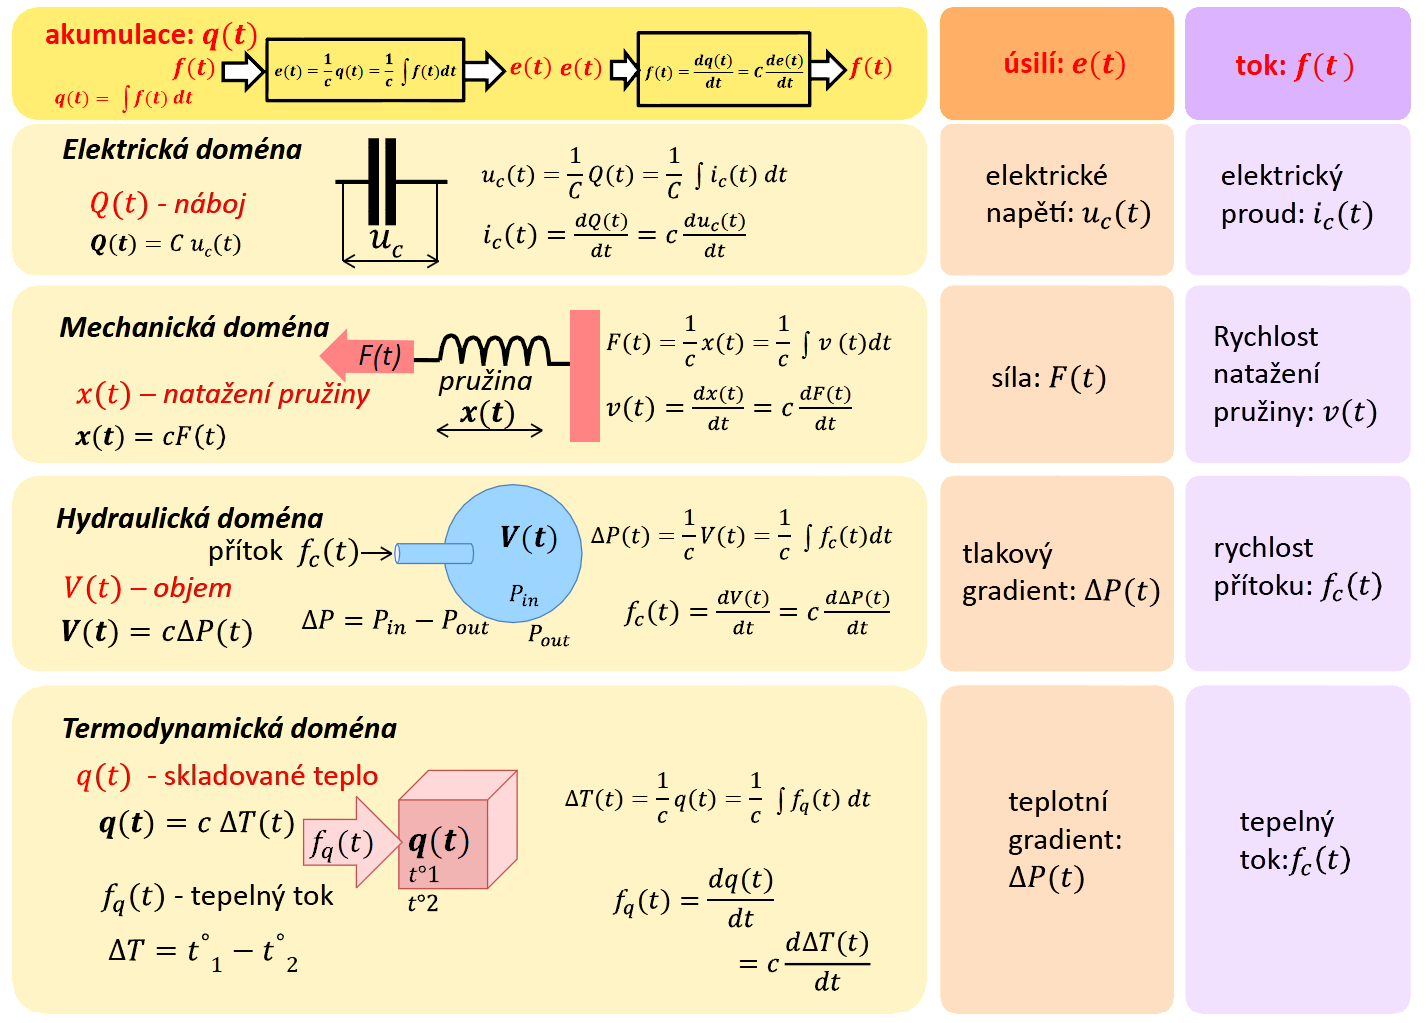 akumulace: q(t)
f(t)
q(t) = ∫f(t) dt
e(t) = 1/c q(t) = 1/c ∫ f(t)dt
e(t) e(t)
f(t) = dq(t)/dt = C de(t)/dt
f(t)
úsilí: e(t)
tok: f(t)
Elektrická doména
Q(t) - náboj
Q(t) = C u_c(t)
u_c
u_c(t) = 1/C Q(t) = 1/C ∫ i_c(t) dt
i_c(t) = dQ(t)/dt = c du_c(t)/dt
elektrické
napětí: u_c(t)
elektrický
proud: i_c(t)
Mechanická doména
x(t) – natažení pružiny
x(t) = cF(t)
F(t)
pružina
x(t)
F(t) = 1/c x(t) = 1/c ∫ v (t)dt
v(t) = dx(t)/dt = c dF(t)/dt
síla: F(t)
Rychlost
natažení
pružiny: v(t)
Hydraulická doména
přítok f_c(t)
V(t) – objem
V(t) = cΔP(t)
V(t)
P_in
P_out
ΔP = P_in − P_out
ΔP(t) = 1/c V(t) = 1/c ∫ f_c(t)dt
f_c(t) = dV(t)/dt = c dΔP(t)/dt
tlakový
gradient: ΔP(t)
rychlost
přítoku: f_c(t)
Termodynamická doména
q(t) - skladované teplo
q(t) = c ΔT(t)
f_q(t)
q(t)
t°1
t°2
f_q(t) - tepelný tok
ΔT = t°_1 − t°_2
ΔT(t) = 1/c q(t) = 1/c ∫ f_q(t) dt
f_q(t) = dq(t)/dt
= c dΔT(t)/dt
teplotní
gradient:
ΔP(t)
tepelný
tok:f_c(t)